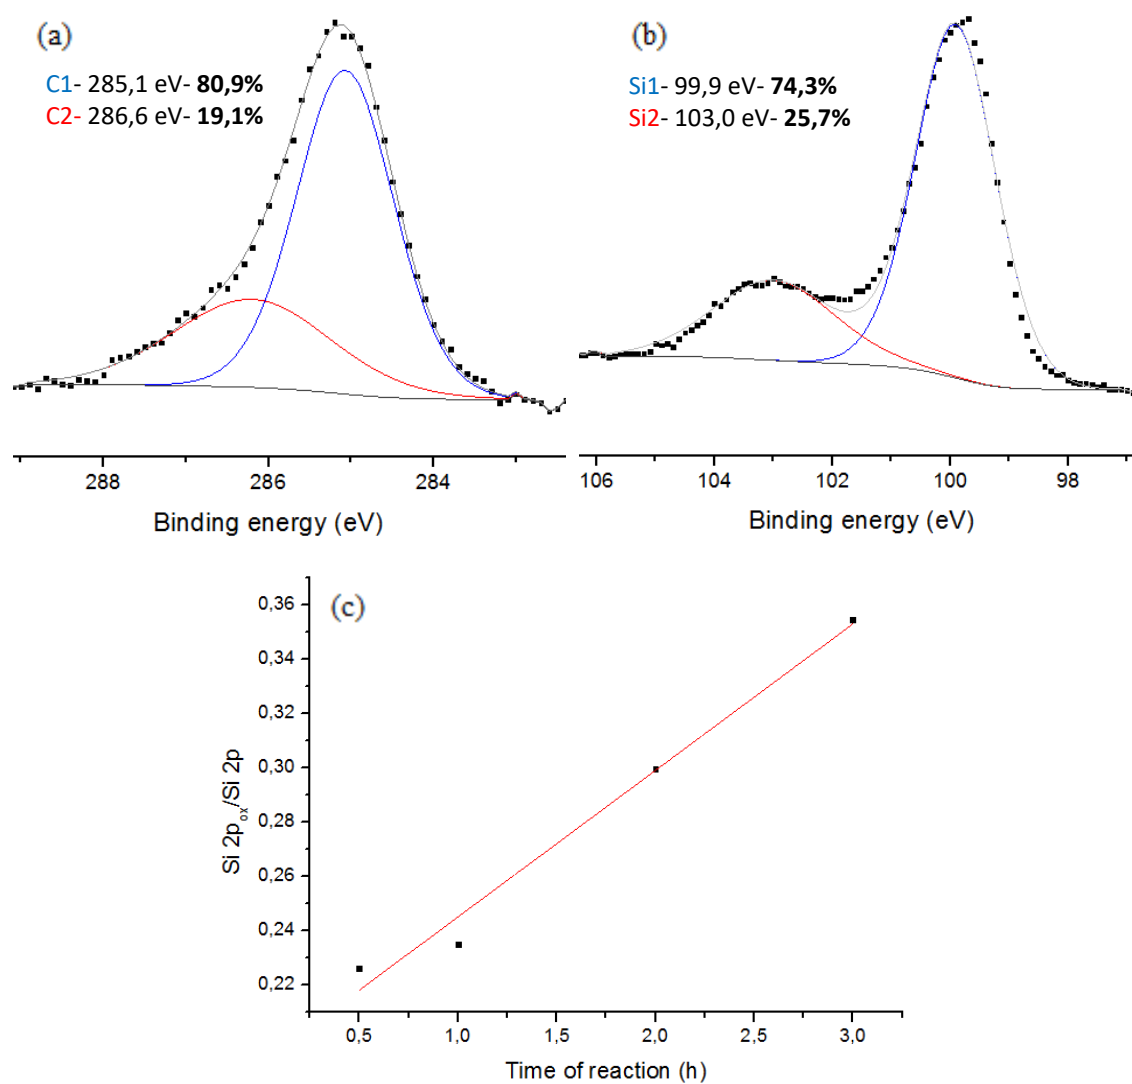 (a)
C1- 285,1 eV- 80,9%
C2- 286,6 eV- 19,1%
288
286
284
Binding energy (eV)
(b)
Si1- 99,9 eV- 74,3%
Si2- 103,0 eV- 25,7%
106
104
102
100
98
Binding energy (eV)
(c)
0,36
0,34
0,32
0,30
0,28
0,26
0,24
0,22
Si 2pox/Si 2p
0,5
1,0
1,5
2,0
2,5
3,0
Time of reaction (h)